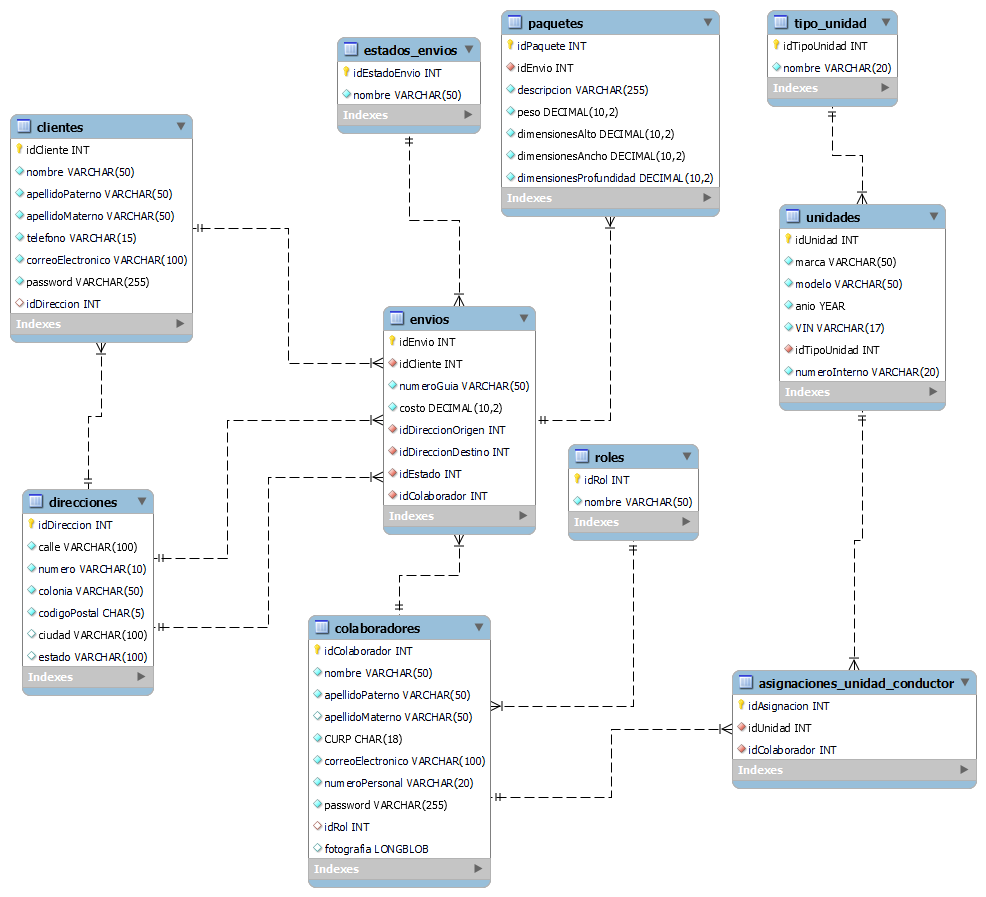 clientes
idCliente INT
nombre VARCHAR(50)
apellidoPaterno VARCHAR(50)
apellidoMaterno VARCHAR(50)
telefono VARCHAR(15)
correoElectronico VARCHAR(100)
password VARCHAR(255)
idDireccion INT
Indexes
estados_envios
idEstadoEnvio INT
nombre VARCHAR(50)
Indexes
paquetes
idPaquete INT
idEnvio INT
descripcion VARCHAR(255)
peso DECIMAL(10,2)
dimensionesAlto DECIMAL(10,2)
dimensionesAncho DECIMAL(10,2)
dimensionesProfundidad DECIMAL(10,2)
Indexes
tipo_unidad
idTipoUnidad INT
nombre VARCHAR(20)
Indexes
unidades
idUnidad INT
marca VARCHAR(50)
modelo VARCHAR(50)
anio YEAR
VIN VARCHAR(17)
idTipoUnidad INT
numeroInterno VARCHAR(20)
Indexes
envios
idEnvio INT
idCliente INT
numeroGuia VARCHAR(50)
costo DECIMAL(10,2)
idDireccionOrigen INT
idDireccionDestino INT
idEstado INT
idColaborador INT
Indexes
roles
idRol INT
nombre VARCHAR(50)
Indexes
direcciones
idDireccion INT
calle VARCHAR(100)
numero VARCHAR(10)
colonia VARCHAR(50)
codigoPostal CHAR(5)
ciudad VARCHAR(100)
estado VARCHAR(100)
Indexes
colaboradores
idColaborador INT
nombre VARCHAR(50)
apellidoPaterno VARCHAR(50)
apellidoMaterno VARCHAR(50)
CURP CHAR(18)
correoElectronico VARCHAR(100)
numeroPersonal VARCHAR(20)
password VARCHAR(255)
idRol INT
fotografia LONGBLOB
Indexes
asignaciones_unidad_conductor
idAsignacion INT
idUnidad INT
idColaborador INT
Indexes